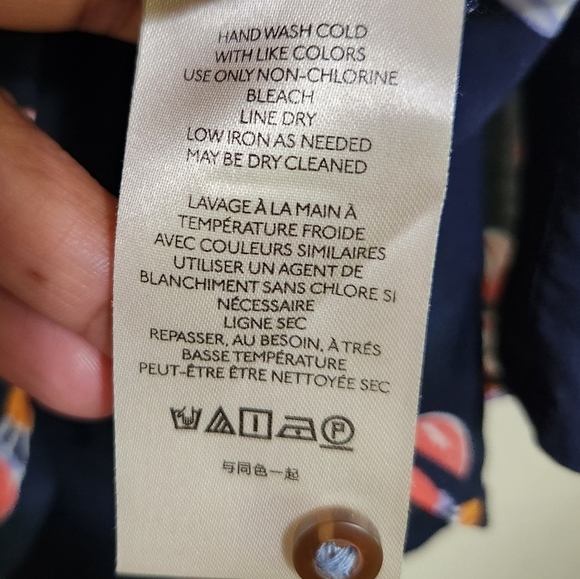 HAND WASH COLD
WITH LIKE COLORS
USE ONLY NON-CHLORINE
BLEACH
LINE DRY
LOW IRON AS NEEDED
MAY BE DRY CLEANED
LAVAGE À LA MAIN À
TEMPÉRATURE FROIDE
AVEC COULEURS SIMILAIRES
UTILISER UN AGENT DE
BLANCHIMENT SANS CHLORE SI
NÉCESSAIRE
LIGNE SEC
REPASSER, AU BESOIN, À TRÉS
BASSE TEMPÉRATURE
PEUT-ÊTRE ÊTRE NETTOYÉE SEC
P
与同色一起